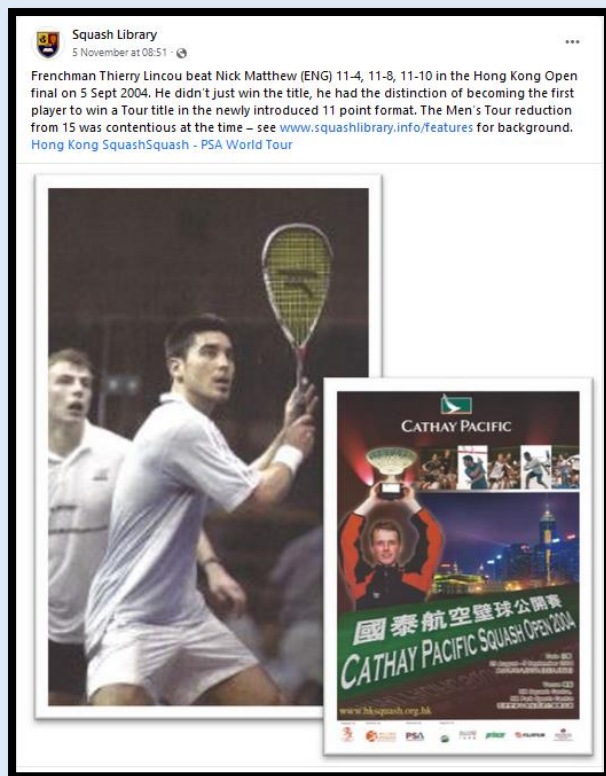 Squash Library
5 November at 08:51 ·
Frenchman Thierry Lincou beat Nick Matthew (ENG) 11-4, 11-8, 11-10 in the Hong Kong Open
final on 5 Sept 2004. He didn't just win the title, he had the distinction of becoming the first
player to win a Tour title in the newly introduced 11 point format. The Men's Tour reduction
from 15 was contentious at the time – see www.squashlibrary.info/features for background.
Hong Kong SquashSquash - PSA World Tour
CATHAY PACIFIC
國泰航空壁球公開賽
CATHAY PACIFIC SQUASH OPEN 2004
www.hksquash.org.hk
PSA
FUJIFILM